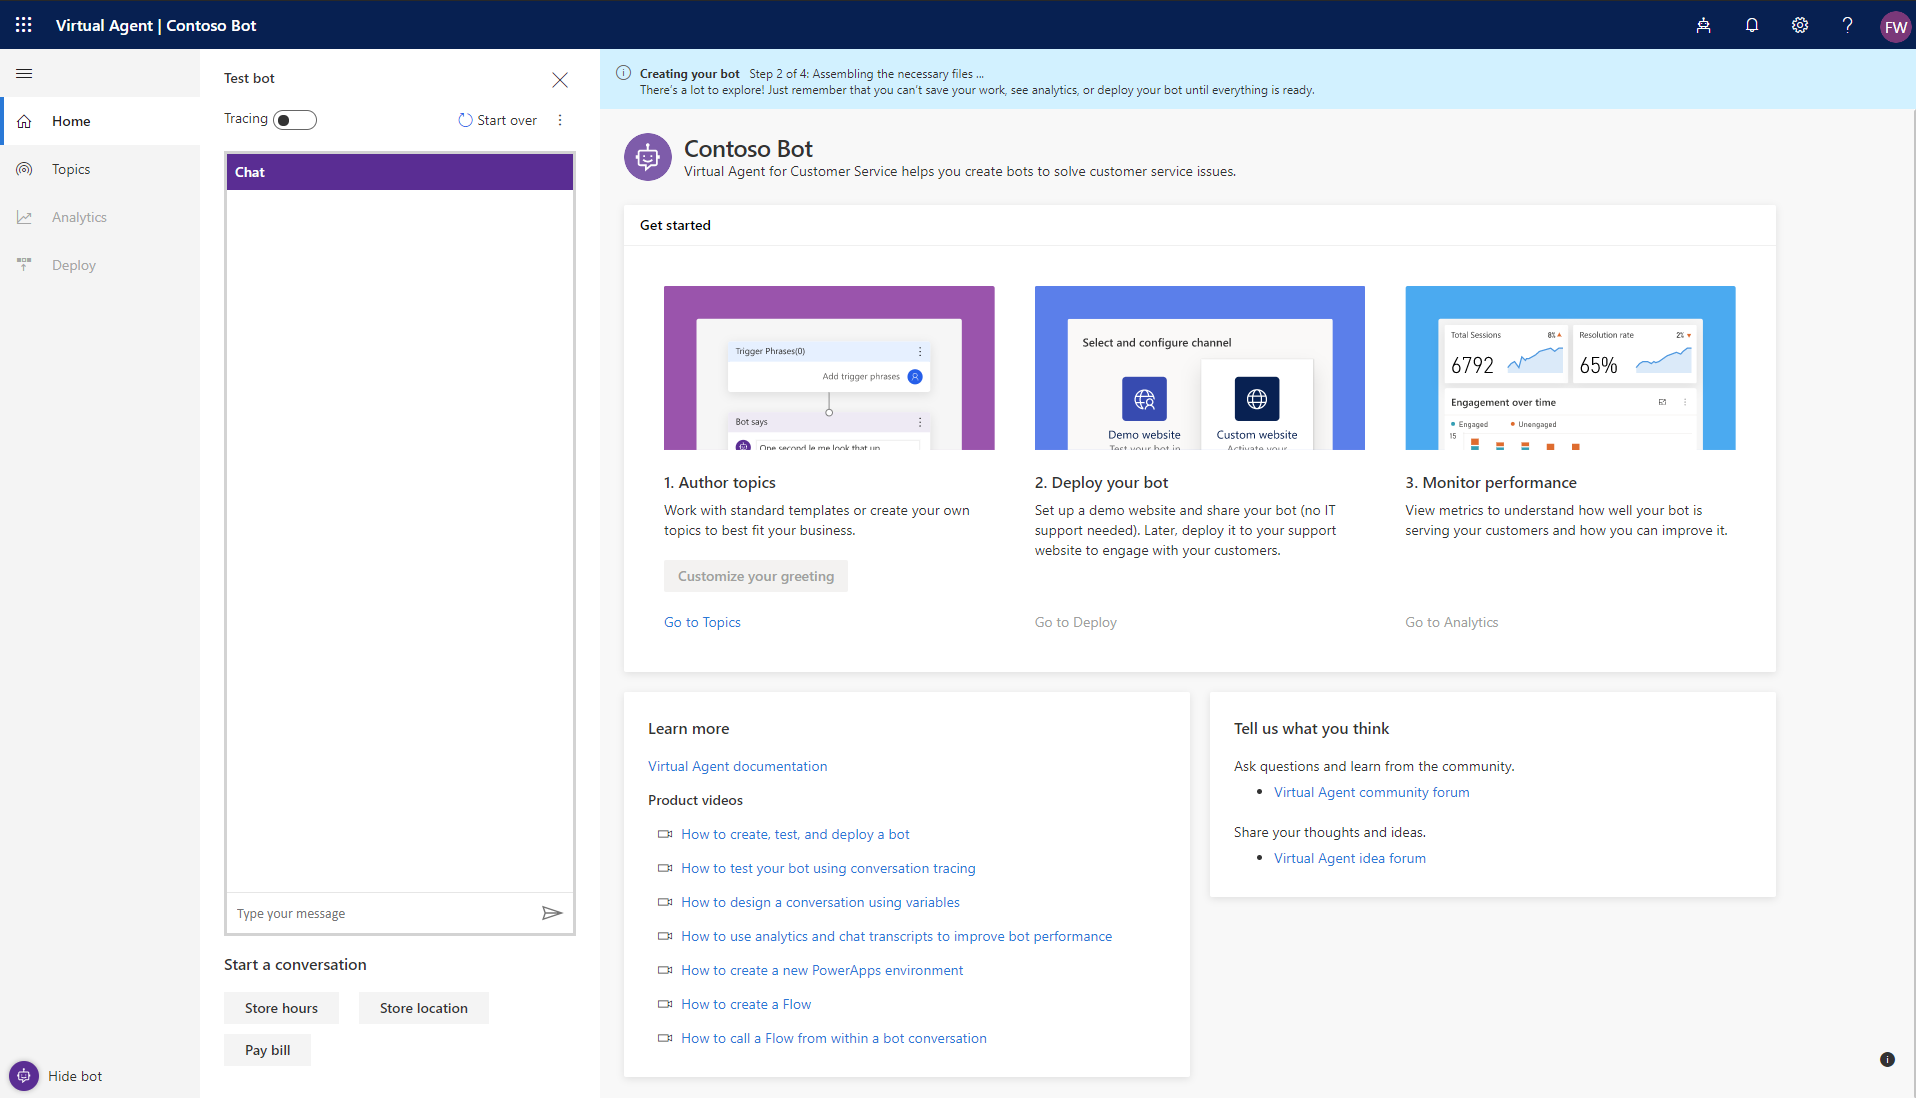 Virtual Agent | Contoso Bot
FW
Home
Topics
Analytics
Deploy
Hide bot
Test bot
Tracing
Start over
Chat
Type your message
Start a conversation
Store hours
Store location
Pay bill
Creating your bot Step 2 of 4: Assembling the necessary files ...
There's a lot to explore! Just remember that you can't save your work, see analytics, or deploy your bot until everything is ready.
Contoso Bot
Virtual Agent for Customer Service helps you create bots to solve customer service issues.
Get started
Trigger Phrases(0)
Add trigger phrases
Bot says
One second le me look that up
1. Author topics
Work with standard templates or create your own
topics to best fit your business.
Customize your greeting
Go to Topics
Select and configure channel
Demo website
Test your bot in
Custom website
Activate your
2. Deploy your bot
Set up a demo website and share your bot (no IT
support needed). Later, deploy it to your support
website to engage with your customers.
Go to Deploy
Total Sessions
8%
6792
Resolution rate
2%
65%
Engagement over time
Engaged
Unengaged
15
3. Monitor performance
View metrics to understand how well your bot is
serving your customers and how you can improve it.
Go to Analytics
Learn more
Virtual Agent documentation
Product videos
How to create, test, and deploy a bot
How to test your bot using conversation tracing
How to design a conversation using variables
How to use analytics and chat transcripts to improve bot performance
How to create a new PowerApps environment
How to create a Flow
How to call a Flow from within a bot conversation
Tell us what you think
Ask questions and learn from the community.
• Virtual Agent community forum
Share your thoughts and ideas.
• Virtual Agent idea forum